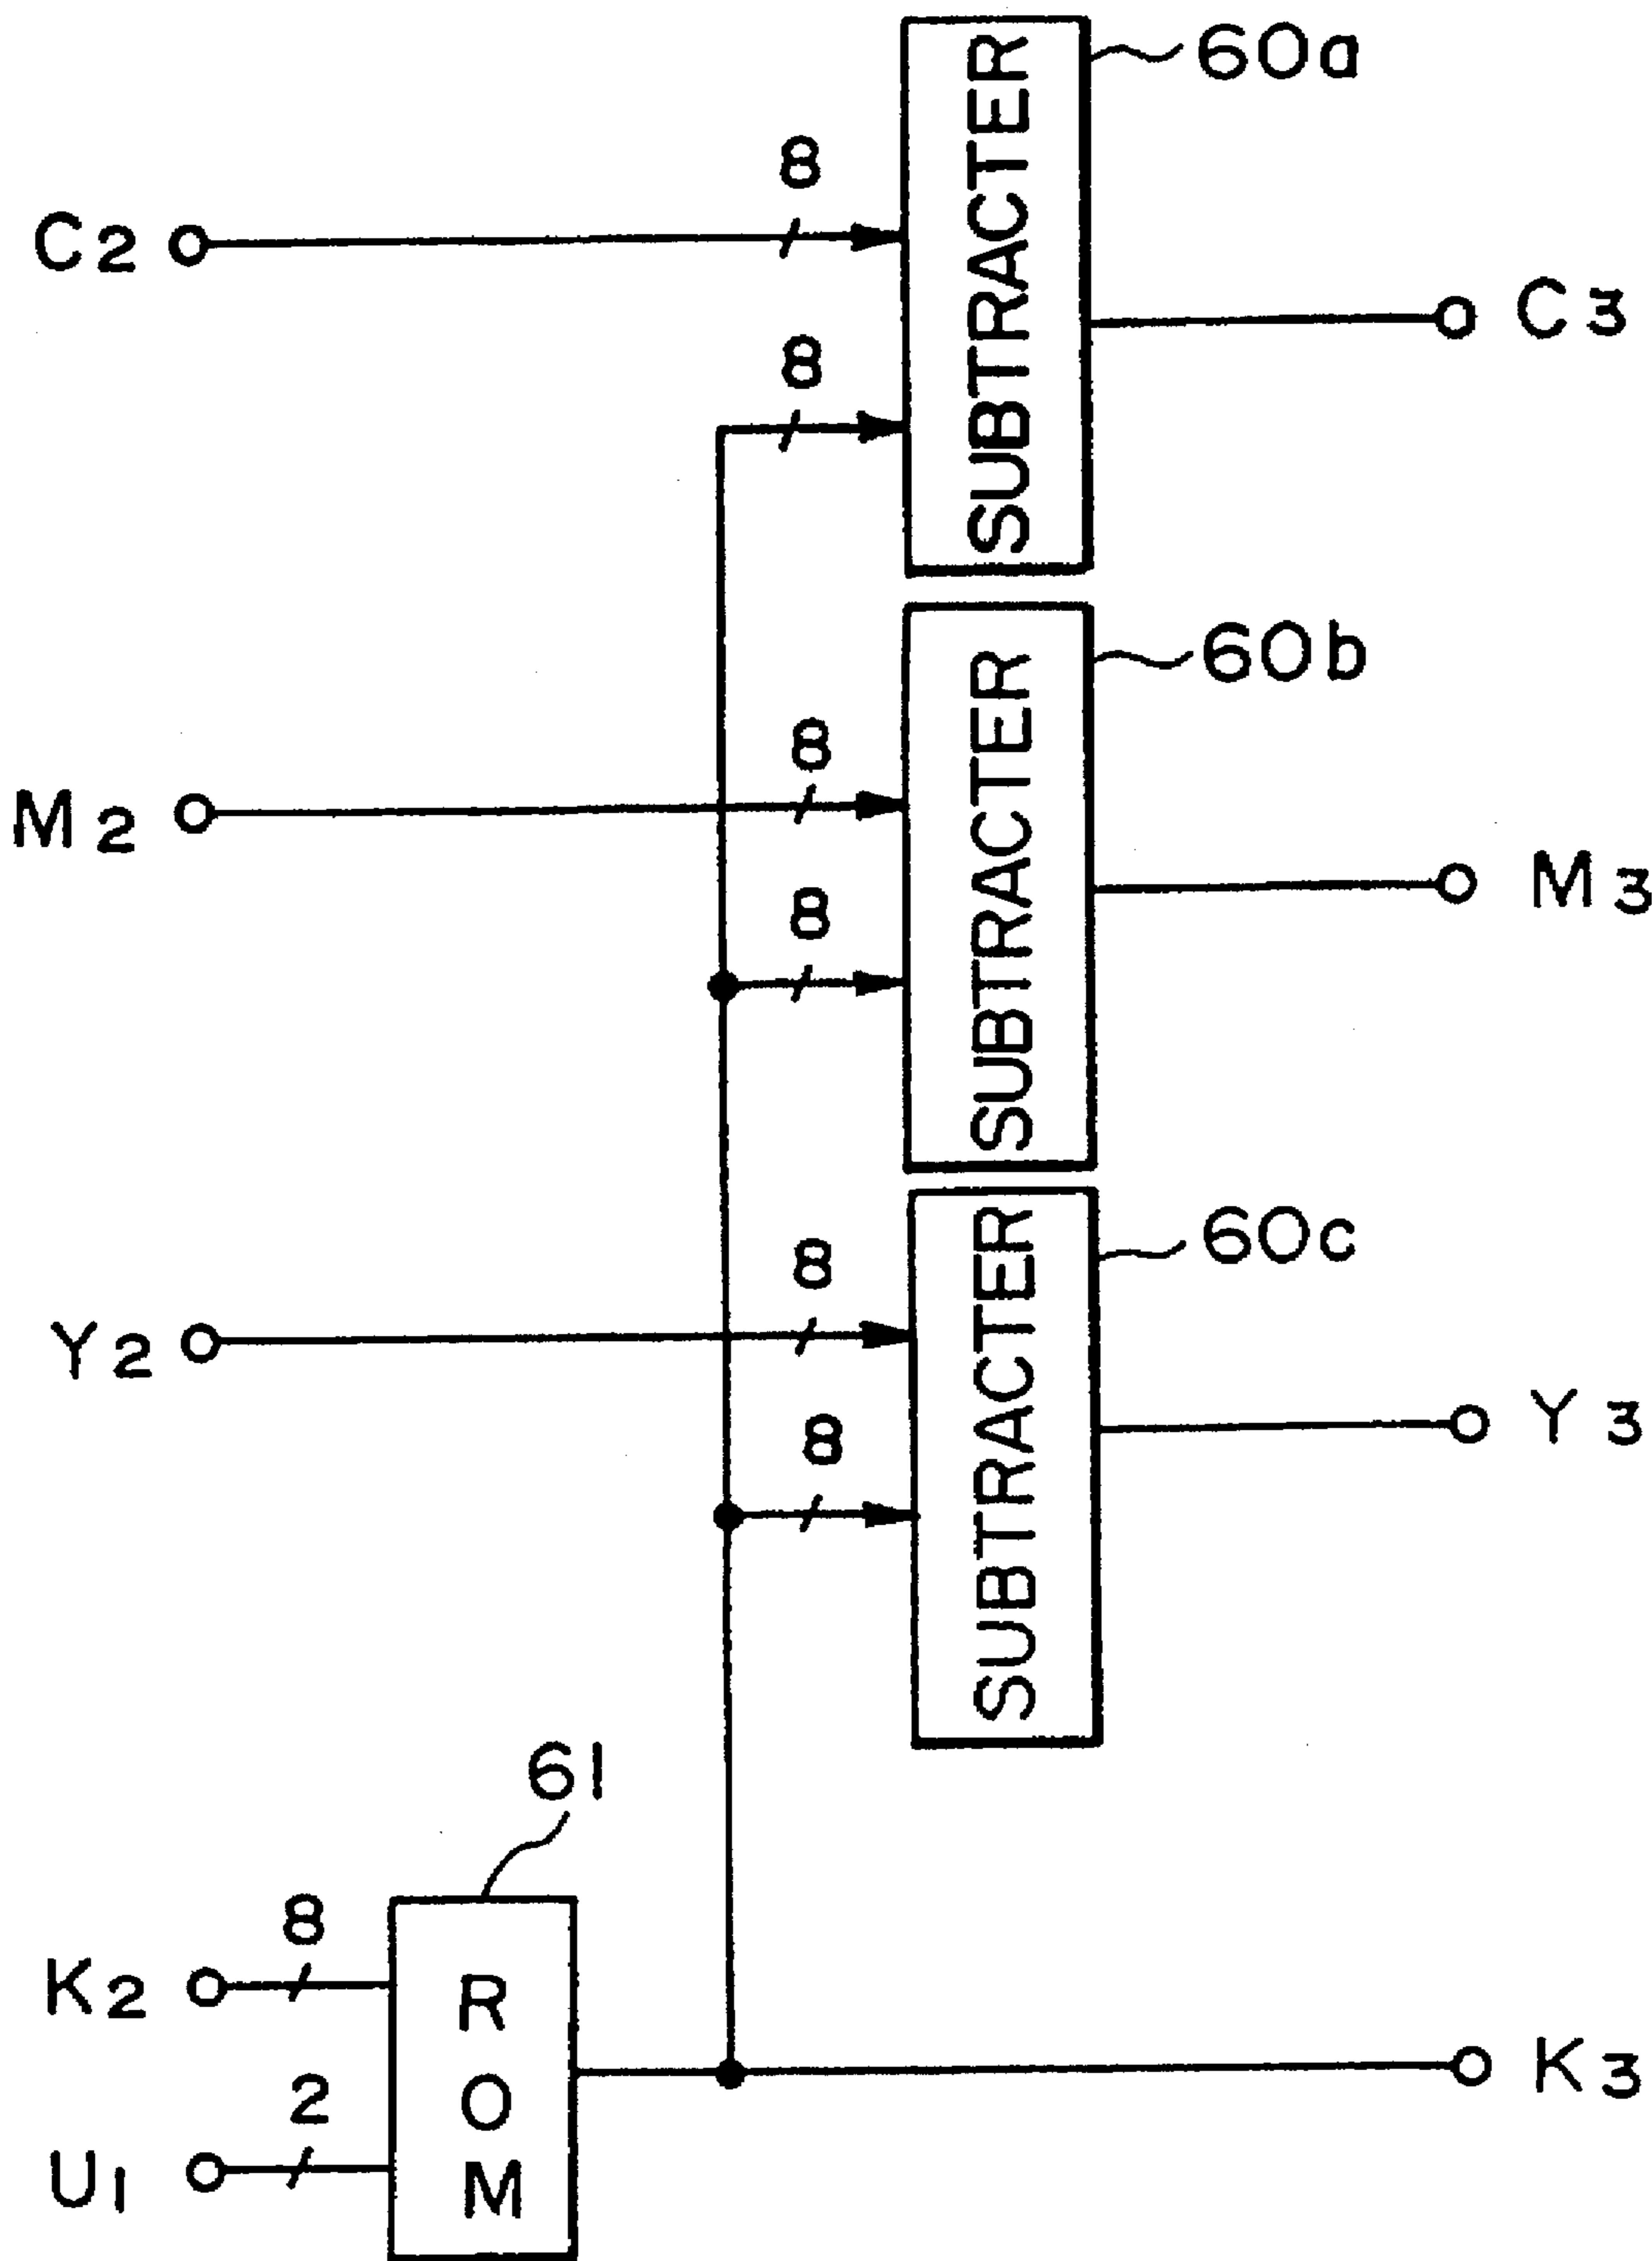 60a
SUBTRACTER
8
C2
8
C3
60b
SUBTRACTER
8
M2
8
M3
60c
SUBTRACTER
8
Y2
8
Y3
61
8
K2
ROM
2
K3
U1